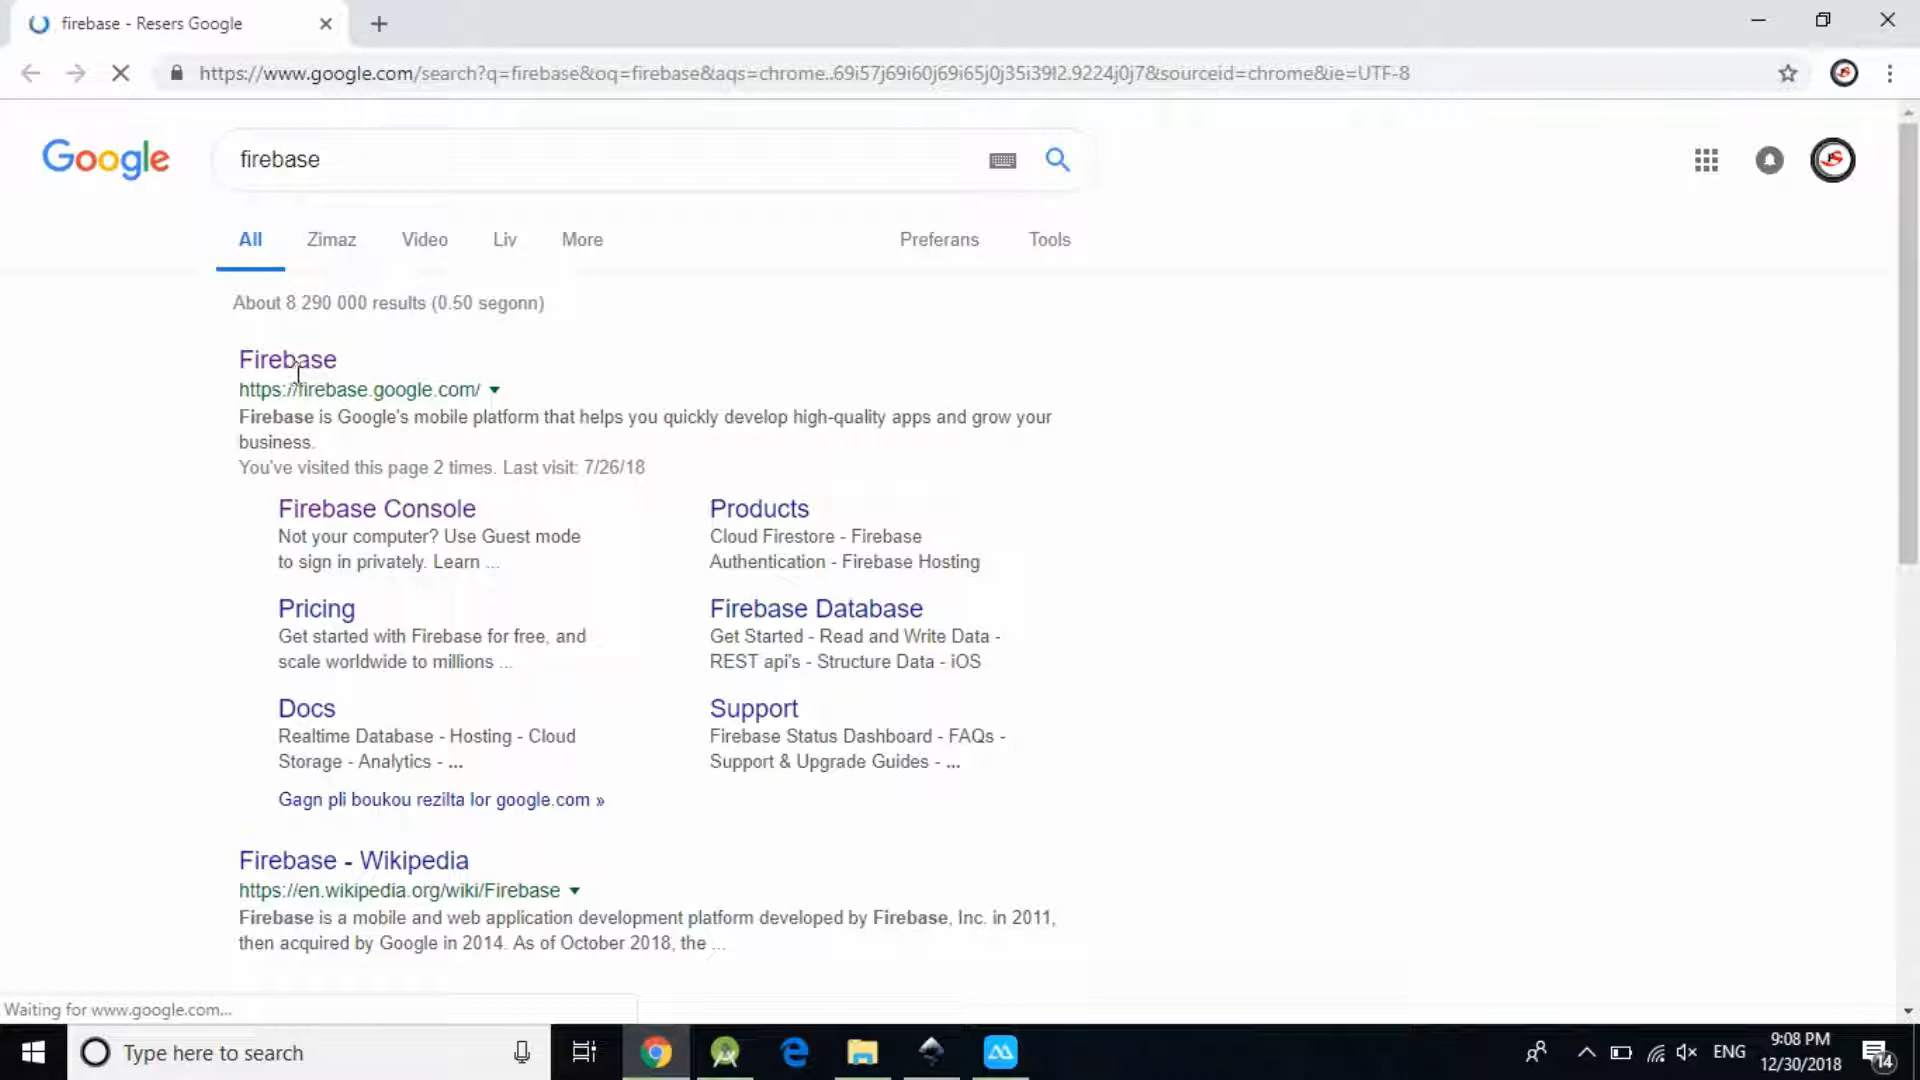 firebase - Resers Google
https://www.google.com/search?q=firebase&oq=firebase&aqs=chrome..69i57j69i60j69i65j0j35i39l2.9224j0j7&sourceid=chrome&ie=UTF-8
Google
firebase
All Zimaz Video Liv More Preferans Tools
About 8 290 000 results (0.50 segonn)
Firebase
https://firebase.google.com/
Firebase is Google's mobile platform that helps you quickly develop high-quality apps and grow your
business.
You've visited this page 2 times. Last visit: 7/26/18
Firebase Console
Not your computer? Use Guest mode
to sign in privately. Learn ...
Products
Cloud Firestore - Firebase
Authentication - Firebase Hosting
Pricing
Get started with Firebase for free, and
scale worldwide to millions ...
Firebase Database
Get Started - Read and Write Data -
REST api's - Structure Data - iOS
Docs
Realtime Database - Hosting - Cloud
Storage - Analytics - ...
Support
Firebase Status Dashboard - FAQs -
Support & Upgrade Guides - ...
Gagn pli boukou rezilta lor google.com »
Firebase - Wikipedia
https://en.wikipedia.org/wiki/Firebase
Firebase is a mobile and web application development platform developed by Firebase, Inc. in 2011,
then acquired by Google in 2014. As of October 2018, the ...
Waiting for www.google.com...
Type here to search
ENG
9:08 PM
12/30/2018
14